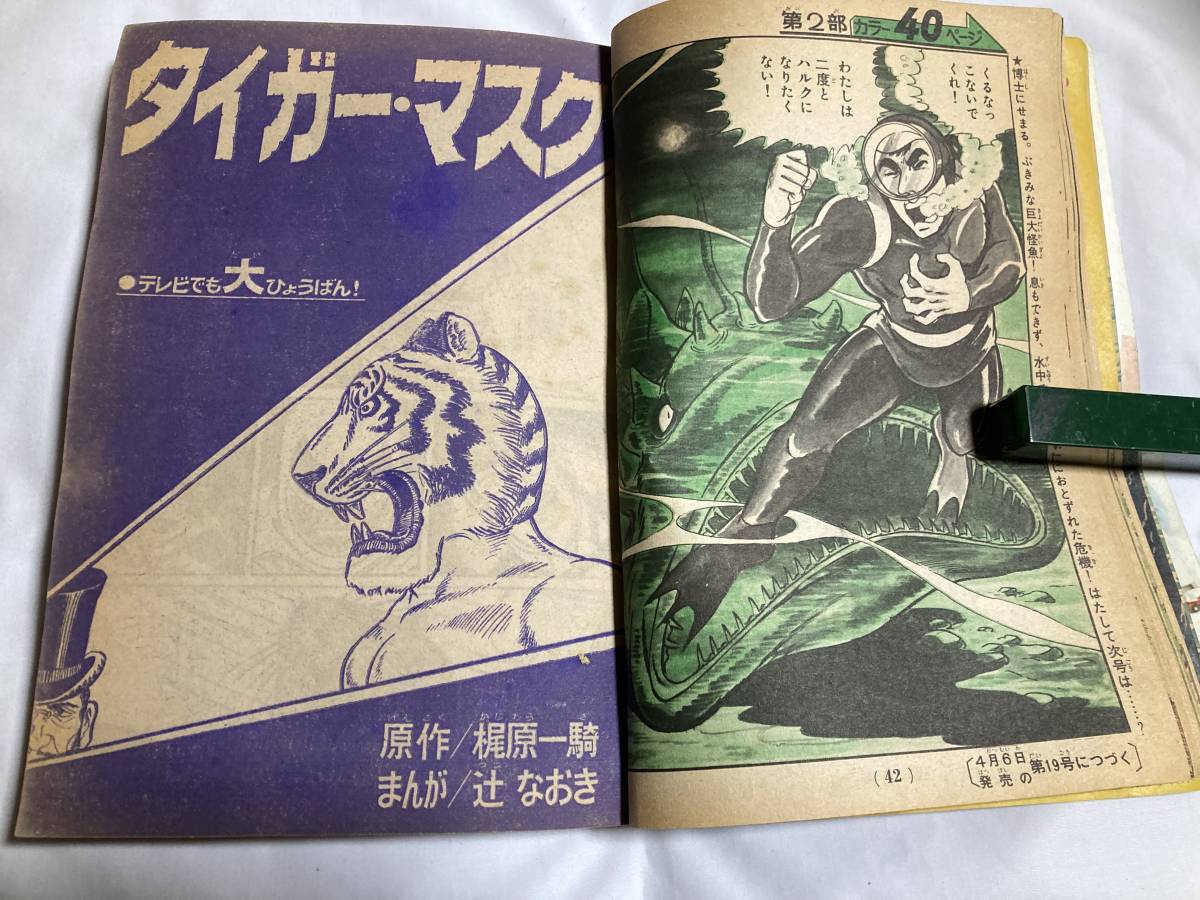 タイガー・マスク
●テレビでも大ひょうばん!
原作/梶原一騎
まんが/辻なおき
第2部
カラー40ページ
くるなっ
こないで
くれ!
わたしは
二度と
ハルクに
なりたく
ない!
★博士にせまる。ぶきみな巨大怪魚!息もできず、水中
におとずれた危機!はたして次号は……?
4月6日
発売の
第19号につづく
(42)